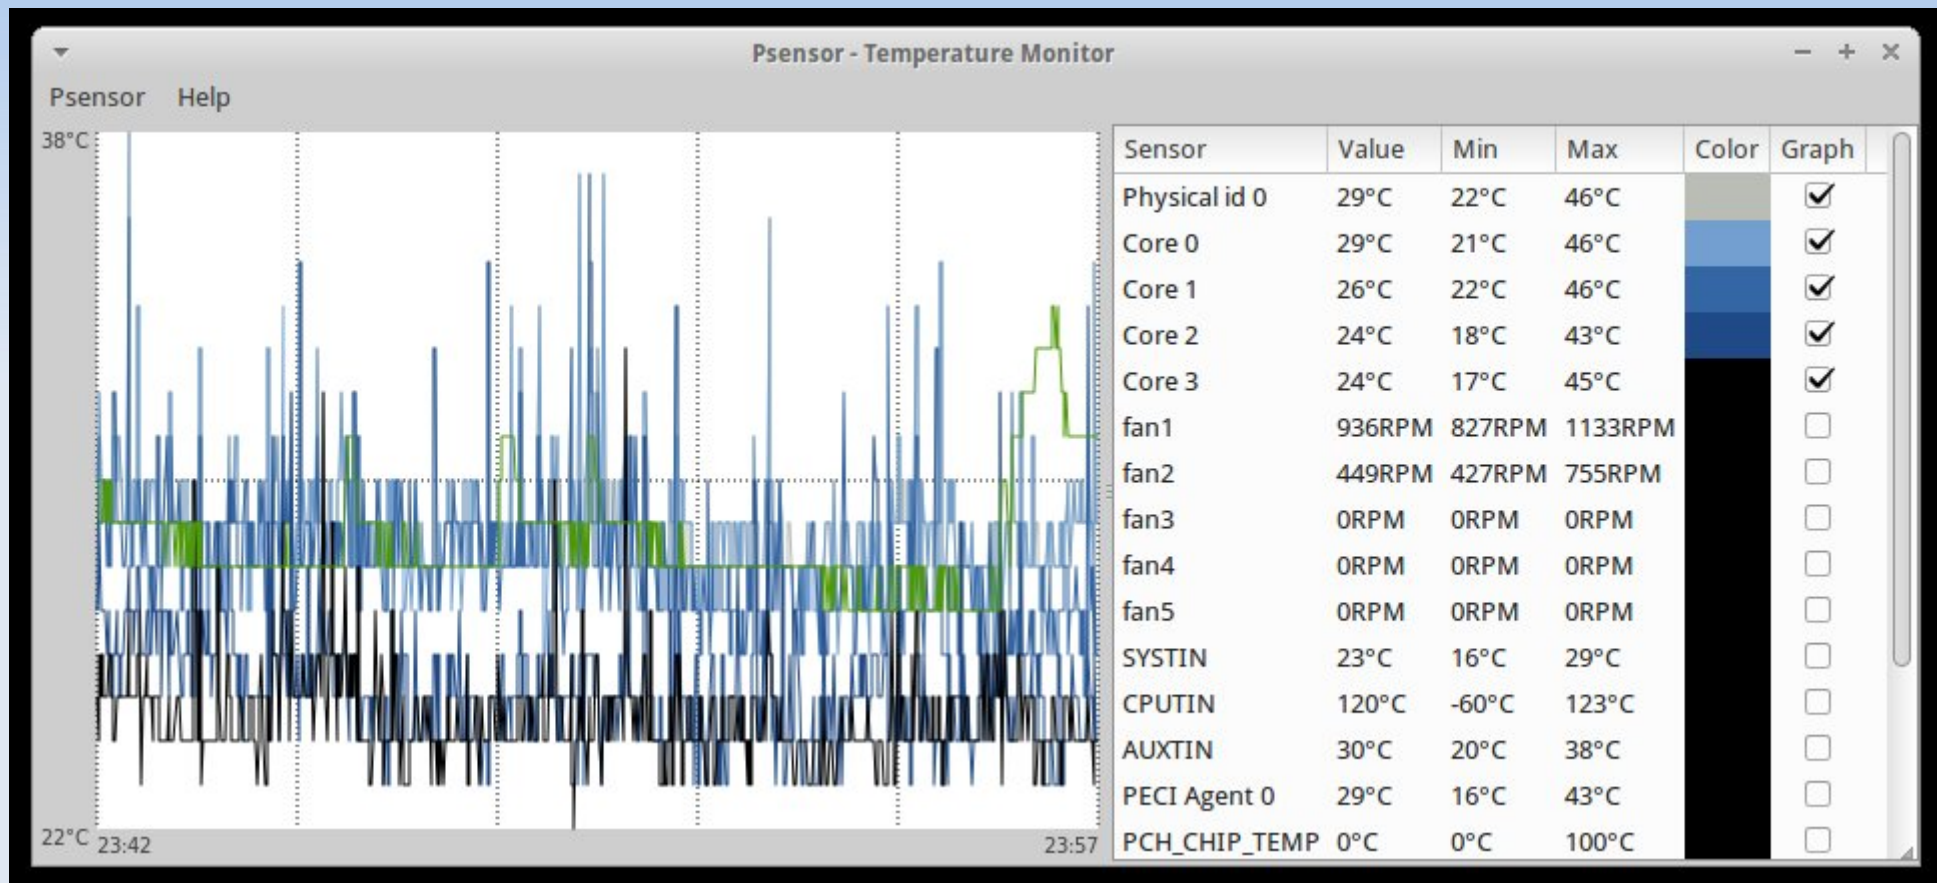 Psensor - Temperature Monitor
Psensor Help
38°C
22°C
23:42 23:57
Sensor Value Min Max Color Graph
Physical id 0 29°C 22°C 46°C
Core 0 29°C 21°C 46°C
Core 1 26°C 22°C 46°C
Core 2 24°C 18°C 43°C
Core 3 24°C 17°C 45°C
fan1 936RPM 827RPM 1133RPM
fan2 449RPM 427RPM 755RPM
fan3 0RPM 0RPM 0RPM
fan4 0RPM 0RPM 0RPM
fan5 0RPM 0RPM 0RPM
SYSTIN 23°C 16°C 29°C
CPUTIN 120°C -60°C 123°C
AUXTIN 30°C 20°C 38°C
PECI Agent 0 29°C 16°C 43°C
PCH_CHIP_TEMP 0°C 0°C 100°C